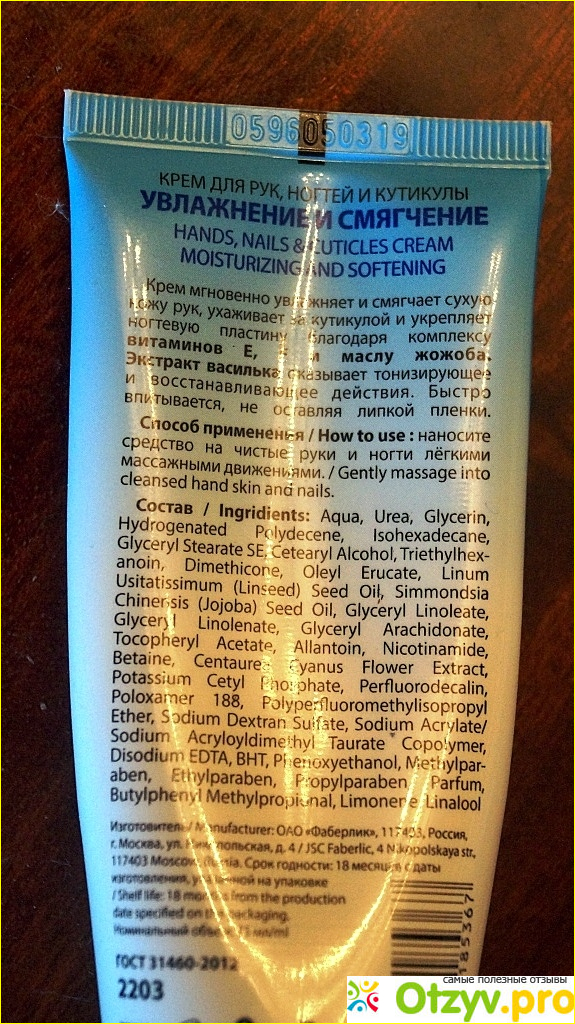 0596050319
КРЕМ ДЛЯ РУК, НОГТЕЙ И КУТИКУЛЫ
УВЛАЖНЕНИЕ И СМЯГЧЕНИЕ
HANDS, NAILS & CUTICLES CREAM
MOISTURIZING AND SOFTENING
Крем мгновенно увлажняет и смягчает сухую
кожу рук, ухаживает за кутикулой и укрепляет
ногтевую пластину благодаря комплексу
витаминов Е, и маслу жожоба.
Экстракт василька оказывает тонизирующее
и восстанавливающее действия. Быстро
впитывается, не оставляя липкой пленки.
Способ применения / How to use : наносите
средство на чистые руки и ногти лёгкими
массажными движениями. / Gently massage into
cleansed hand skin and nails.
Состав / Ingridients: Aqua, Urea, Glycerin,
Hydrogenated Polydecene, Isohexadecane,
Glyceryl Stearate SE, Cetearyl Alcohol, Triethylhex-
anoin, Dimethicone, Oleyl Erucate, Linum
Usitatissimum (Linseed) Seed Oil, Simmondsia
Chinensis (Jojoba) Seed Oil, Glyceryl Linoleate,
Glyceryl Linolenate, Glyceryl Arachidonate,
Tocopheryl Acetate, Allantoin, Nicotinamide,
Betaine, Centaurea Cyanus Flower Extract,
Potassium Cetyl Phosphate, Perfluorodecalin,
Poloxamer 188, Polyperfluoromethylisopropyl
Ether, Sodium Dextran Sulfate, Sodium Acrylate/
Sodium Acryloyldimethyl Taurate Copolymer,
Disodium EDTA, BHT, Phenoxyethanol, Methylpar-
aben, Ethylparaben, Propylparaben, Parfum,
Butylphenyl Methylpropional, Limonene, Linalool
Изготовитель / Manufacturer: ОАО «Фаберлик», 117403, Россия,
г. Москва, ул. Никопольская, д. 4 / JSC Faberlic, 4 Nikopolskaya str.,
117403 Moscow, Russia. Срок годности: 18 месяцев с даты
изготовления, указанной на упаковке
/ Shelf life: 18 months from the production
date specified on the packaging.
Номинальный объем 75 мл/ml
ГОСТ 31460-2012
2203
185367
самые полезные отзывы
Otzyv.pro